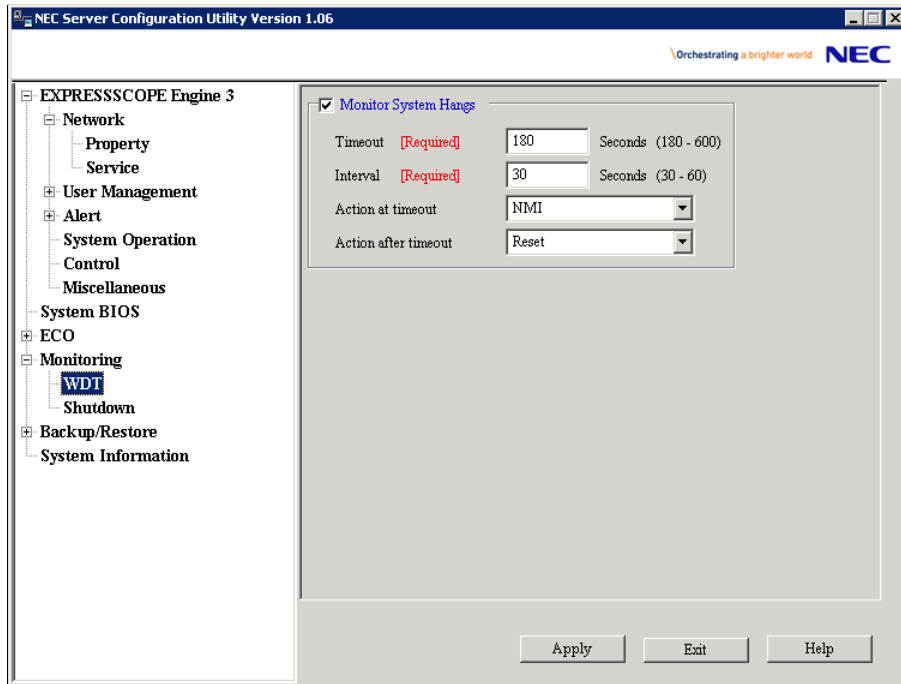 NEC Server Configuration Utility Version 1.06
\Orchestrating a brighter world NEC
EXPRESSSCOPE Engine 3
Network
Property
Service
User Management
Alert
System Operation
Control
Miscellaneous
System BIOS
ECO
Monitoring
WDT
Shutdown
Backup/Restore
System Information
Monitor System Hangs
Timeout [Required] 180 Seconds (180 - 600)
Interval [Required] 30 Seconds (30 - 60)
Action at timeout NMI
Action after timeout Reset
Apply Exit Help